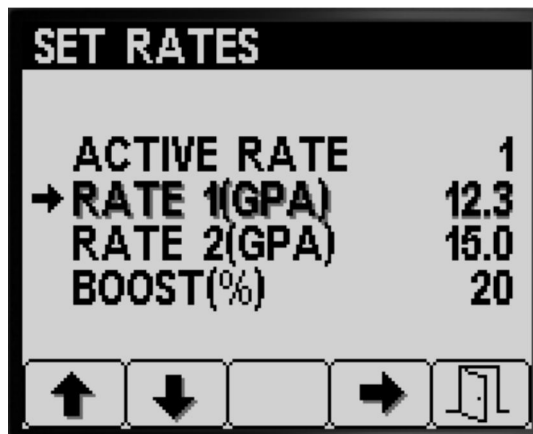 SET RATES
ACTIVE RATE 1
RATE 1(GPA) 12.3
RATE 2(GPA) 15.0
BOOST(%) 20